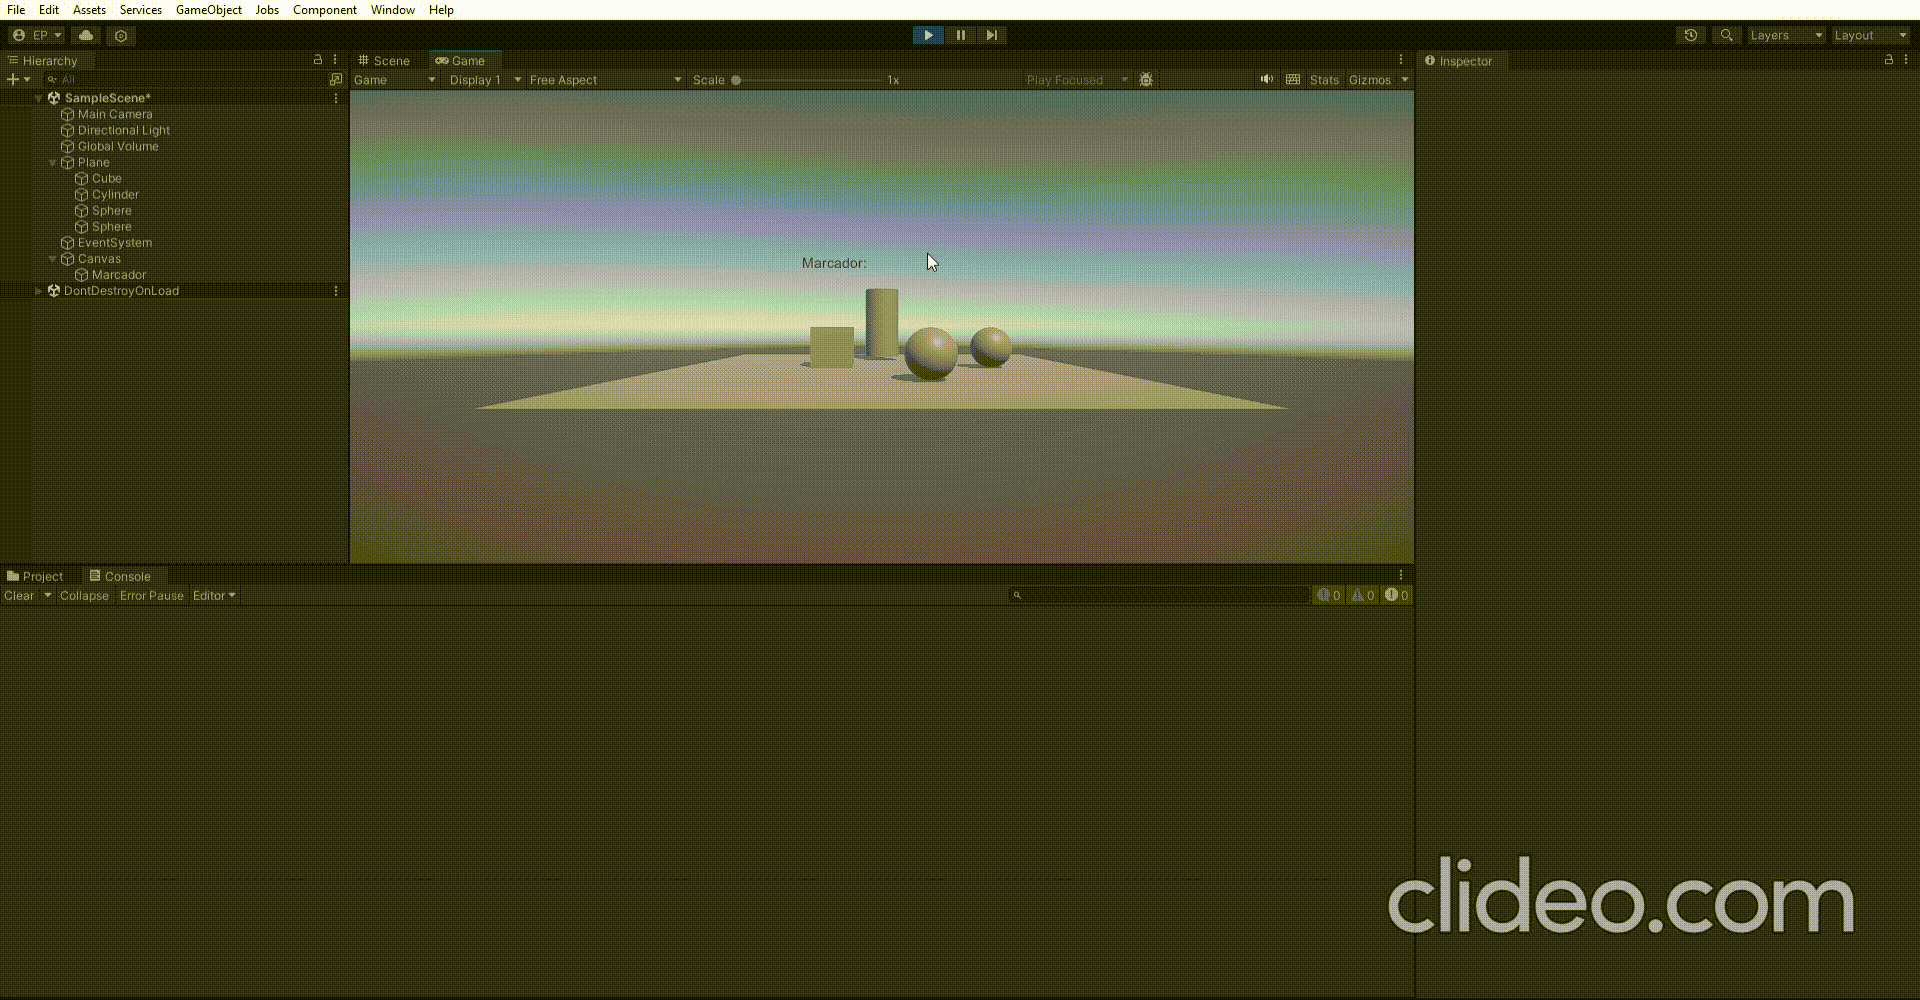 File Edit Assets Services GameObject Jobs Component Window Help
EP Layers Layout
Hierarchy Scene Game Inspector
All Game Display 1 Free Aspect Scale 1x Play Focused Stats Gizmos
SampleScene*
Main Camera
Directional Light
Global Volume
Plane
Cube
Cylinder
Sphere
Sphere
EventSystem
Canvas
Marcador
DontDestroyOnLoad
Marcador:
Project Console
Clear Collapse Error Pause Editor 0 0 0
clideo.com